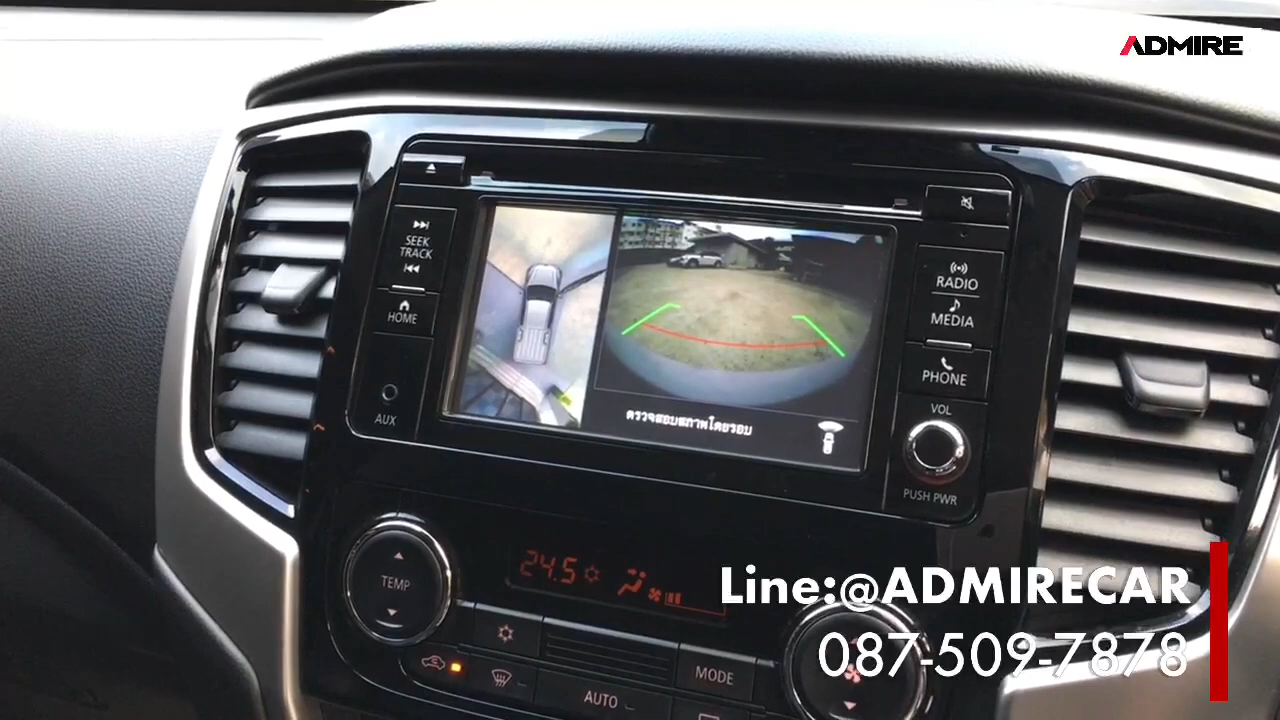 ADMIRE
SEEK
TRACK
HOME
AUX
RADIO
MEDIA
PHONE
VOL
PUSH PWR
ตรวจสอบสภาพโดยรอบ
TEMP
24.5
MODE
AUTO
Line:@ADMIRECAR
087-509-7878